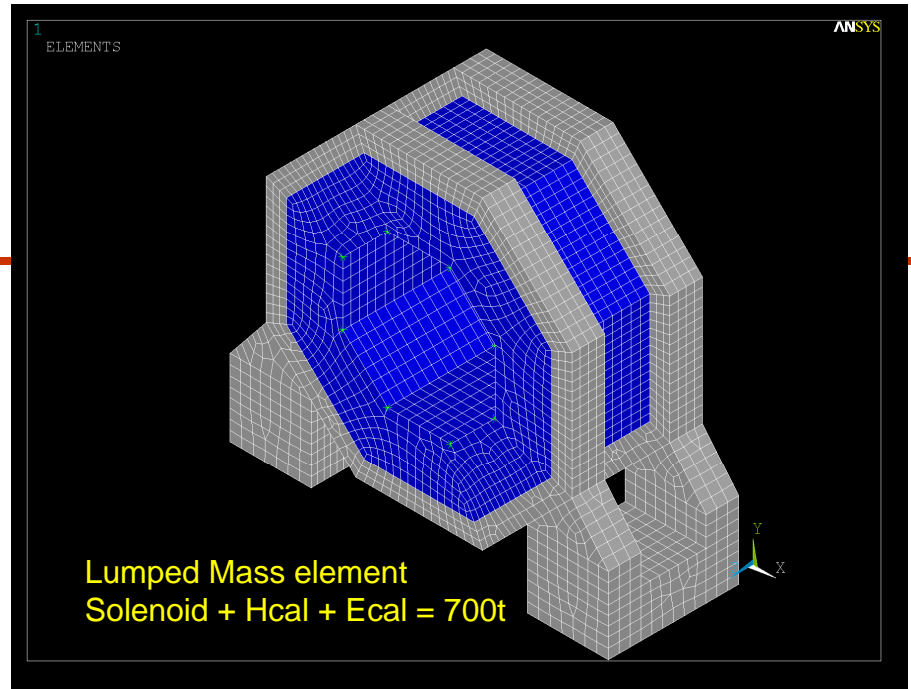 1
ELEMENTS
ANSYS
Y
Z
X
Lumped Mass element
Solenoid + Hcal + Ecal = 700t